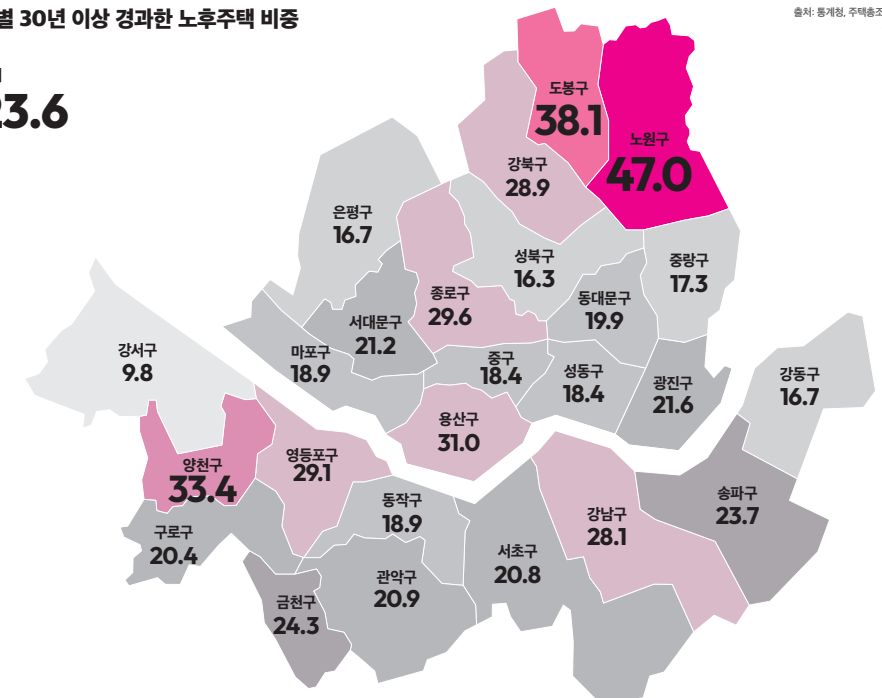 별 30년 이상 경과한 노후주택 비중
출처: 통계청, 주택총조
23.6
도봉구
38.1
노원구
47.0
강북구
28.9
은평구
16.7
성북구
16.3
중랑구
17.3
종로구
29.6
동대문구
19.9
서대문구
21.2
마포구
18.9
중구
18.4
성동구
18.4
광진구
21.6
강동구
16.7
강서구
9.8
용산구
31.0
양천구
33.4
영등포구
29.1
송파구
23.7
동작구
18.9
강남구
28.1
구로구
20.4
서초구
20.8
관악구
20.9
금천구
24.3